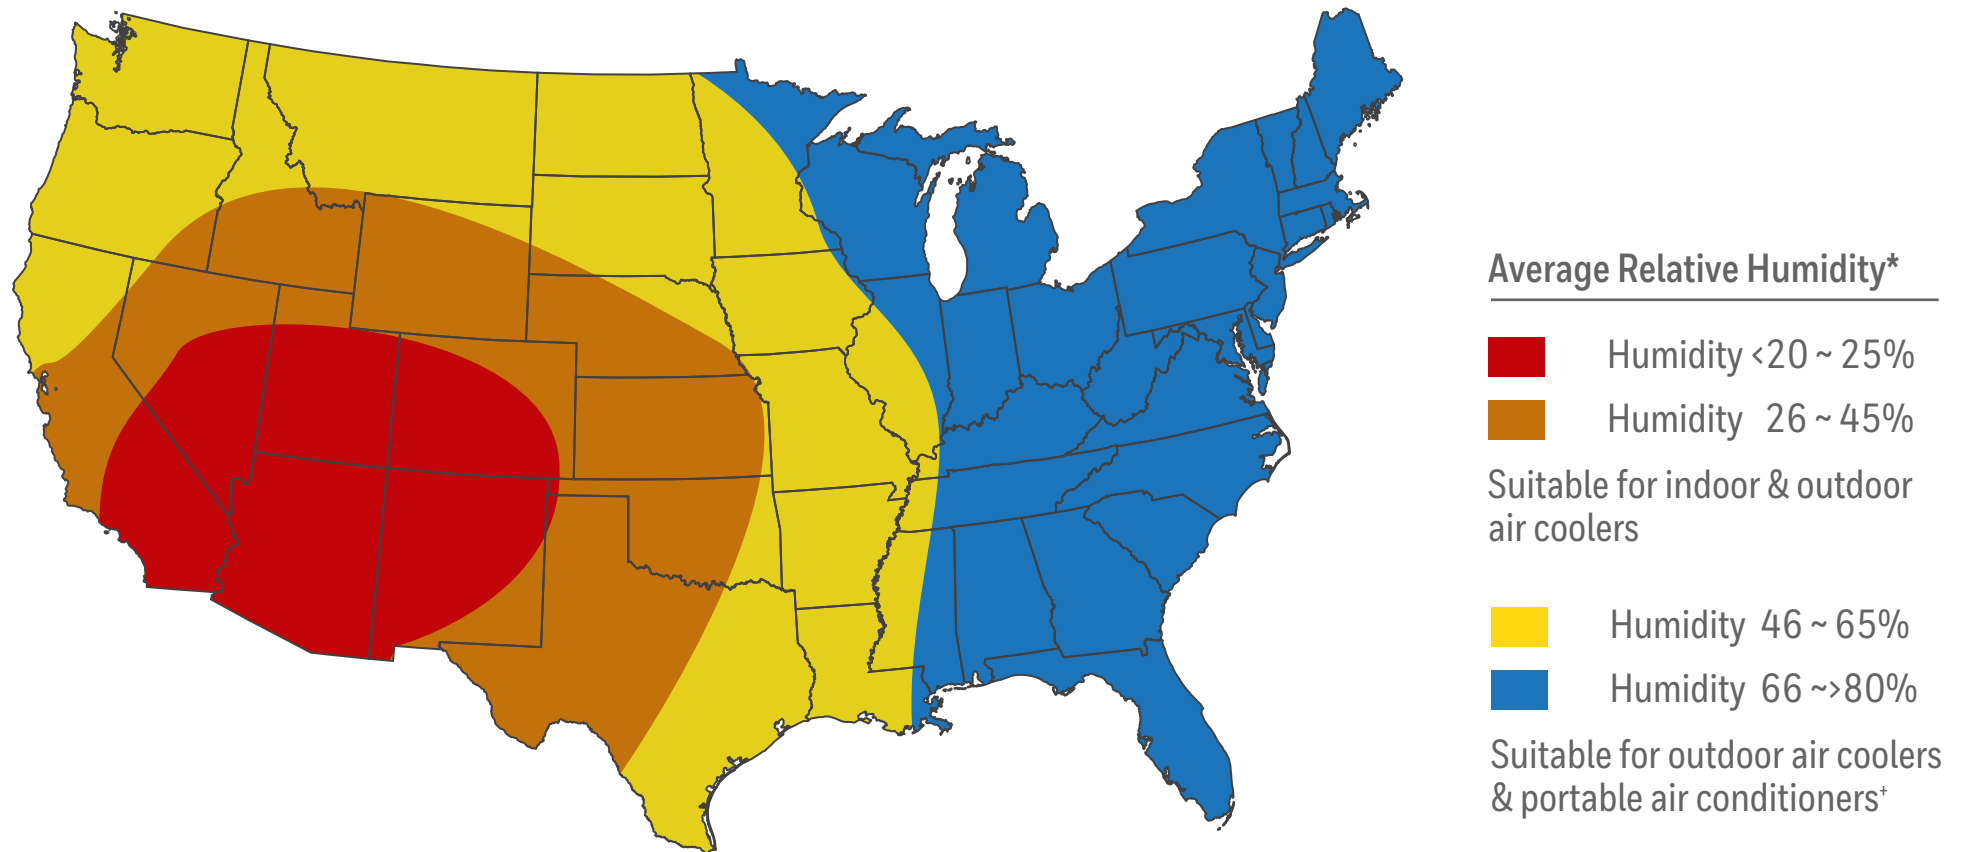 Average Relative Humidity*
Humidity <20 ~ 25%
Humidity 26 ~ 45%
Suitable for indoor & outdoor
air coolers
Humidity 46 ~ 65%
Humidity 66 ~>80%
Suitable for outdoor air coolers
& portable air conditioners⁺